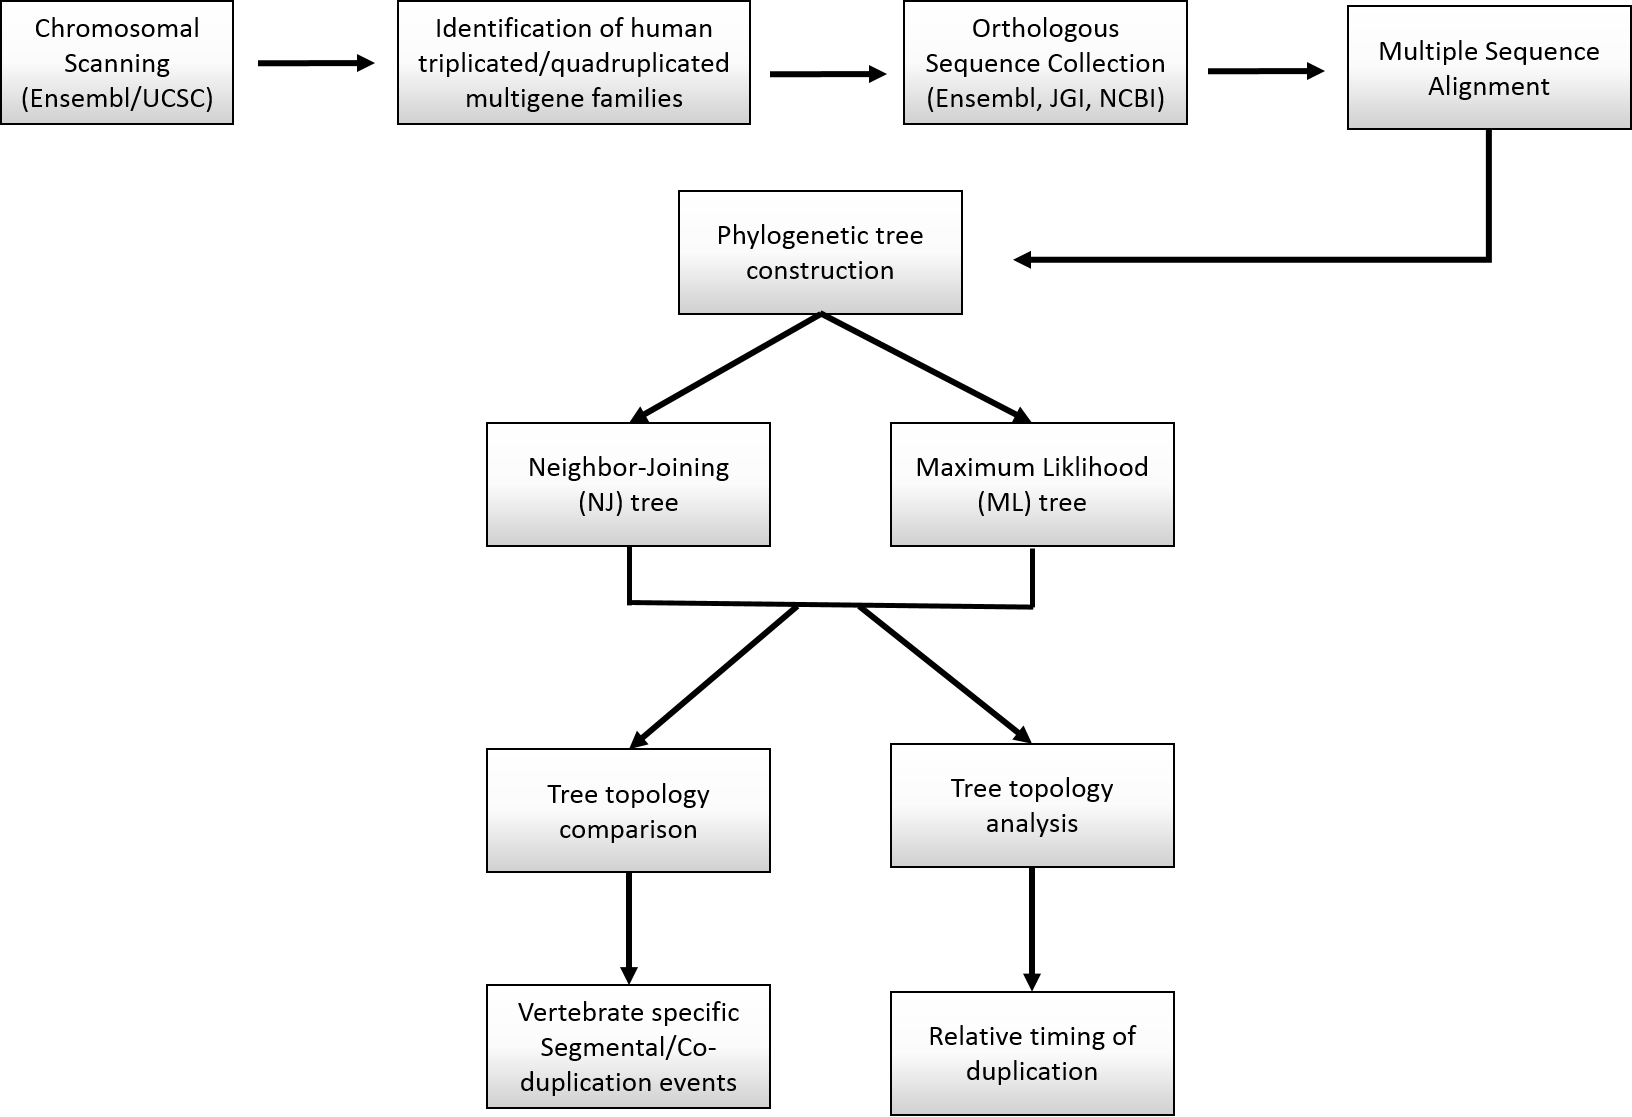 Chromosomal
Scanning
(Ensembl/UCSC)
Identification of human
triplicated/quadruplicated
multigene families
Orthologous
Sequence Collection
(Ensembl, JGI, NCBI)
Multiple Sequence
Alignment
Phylogenetic tree
construction
Neighbor-Joining
(NJ) tree
Maximum Liklihood
(ML) tree
Tree topology
comparison
Tree topology
analysis
Vertebrate specific
Segmental/Co-
duplication events
Relative timing of
duplication